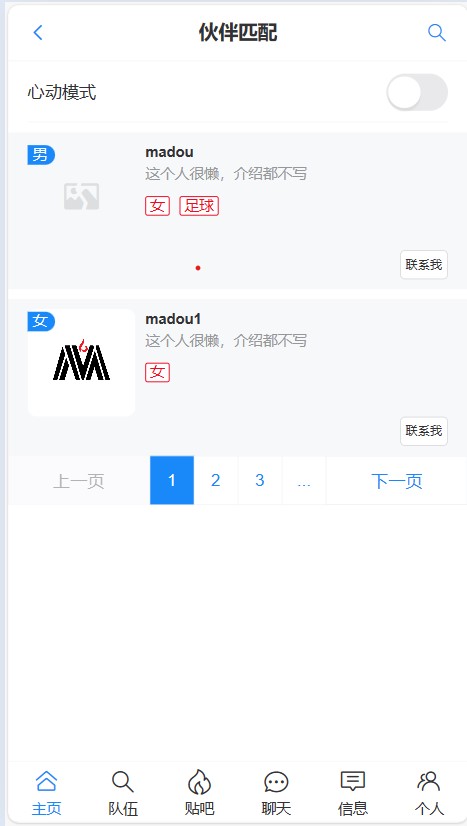 伙伴匹配
心动模式
男
madou
这个人很懒，介绍都不写
女 足球
联系我
女
madou1
这个人很懒，介绍都不写
女
联系我
上一页 1 2 3 ... 下一页
主页 队伍 贴吧 聊天 信息 个人